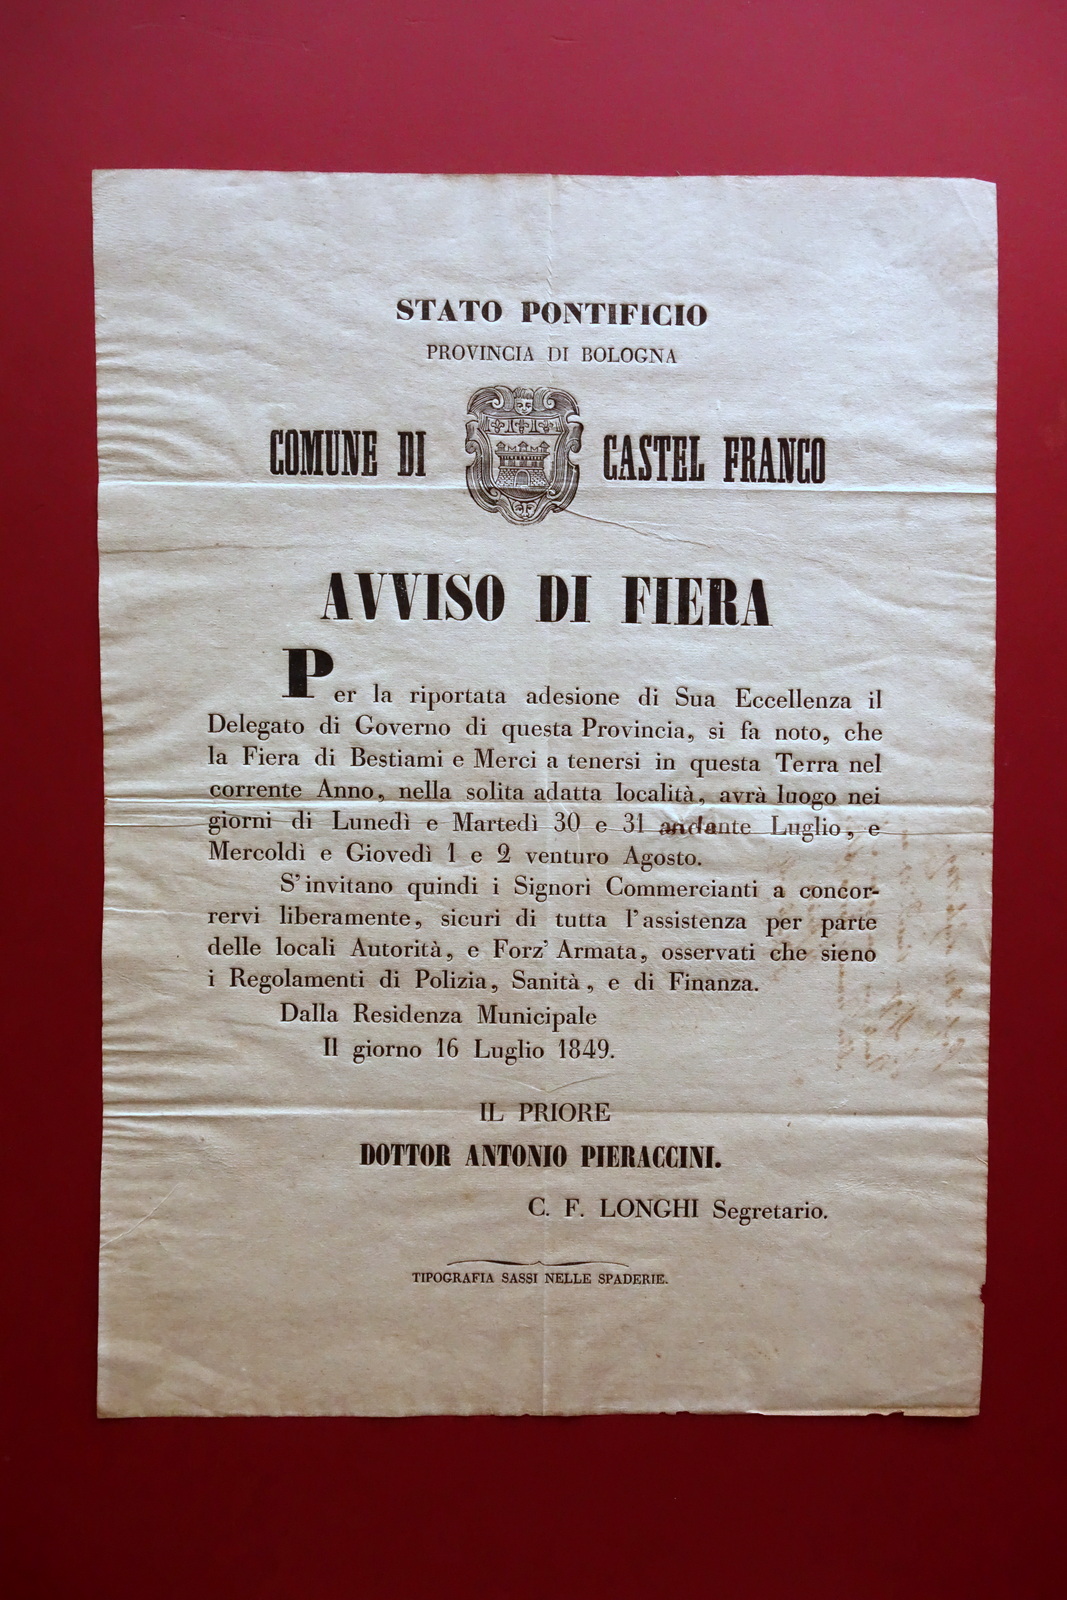 STATO PONTIFICIO
PROVINCIA DI BOLOGNA
COMUNE DI CASTEL FRANCO
AVVISO DI FIERA
Per la riportata adesione di Sua Eccellenza il
Delegato di Governo di questa Provincia, si fa noto, che
la Fiera di Bestiami e Merci a tenersi in questa Terra nel
corrente Anno, nella solita adatta località, avrà luogo nei
giorni di Lunedì e Martedì 30 e 31 andante Luglio, e
Mercoldì e Giovedì 1 e 2 venturo Agosto.
S'invitano quindi i Signori Commercianti a concor-
rervi liberamente, sicuri di tutta l'assistenza per parte
delle locali Autorità, e Forz' Armata, osservati che sieno
i Regolamenti di Polizia, Sanità, e di Finanza.
Dalla Residenza Municipale
Il giorno 16 Luglio 1849.
IL PRIORE
DOTTOR ANTONIO PIERACCINI.
C. F. LONGHI Segretario.
TIPOGRAFIA SASSI NELLE SPADERIE.